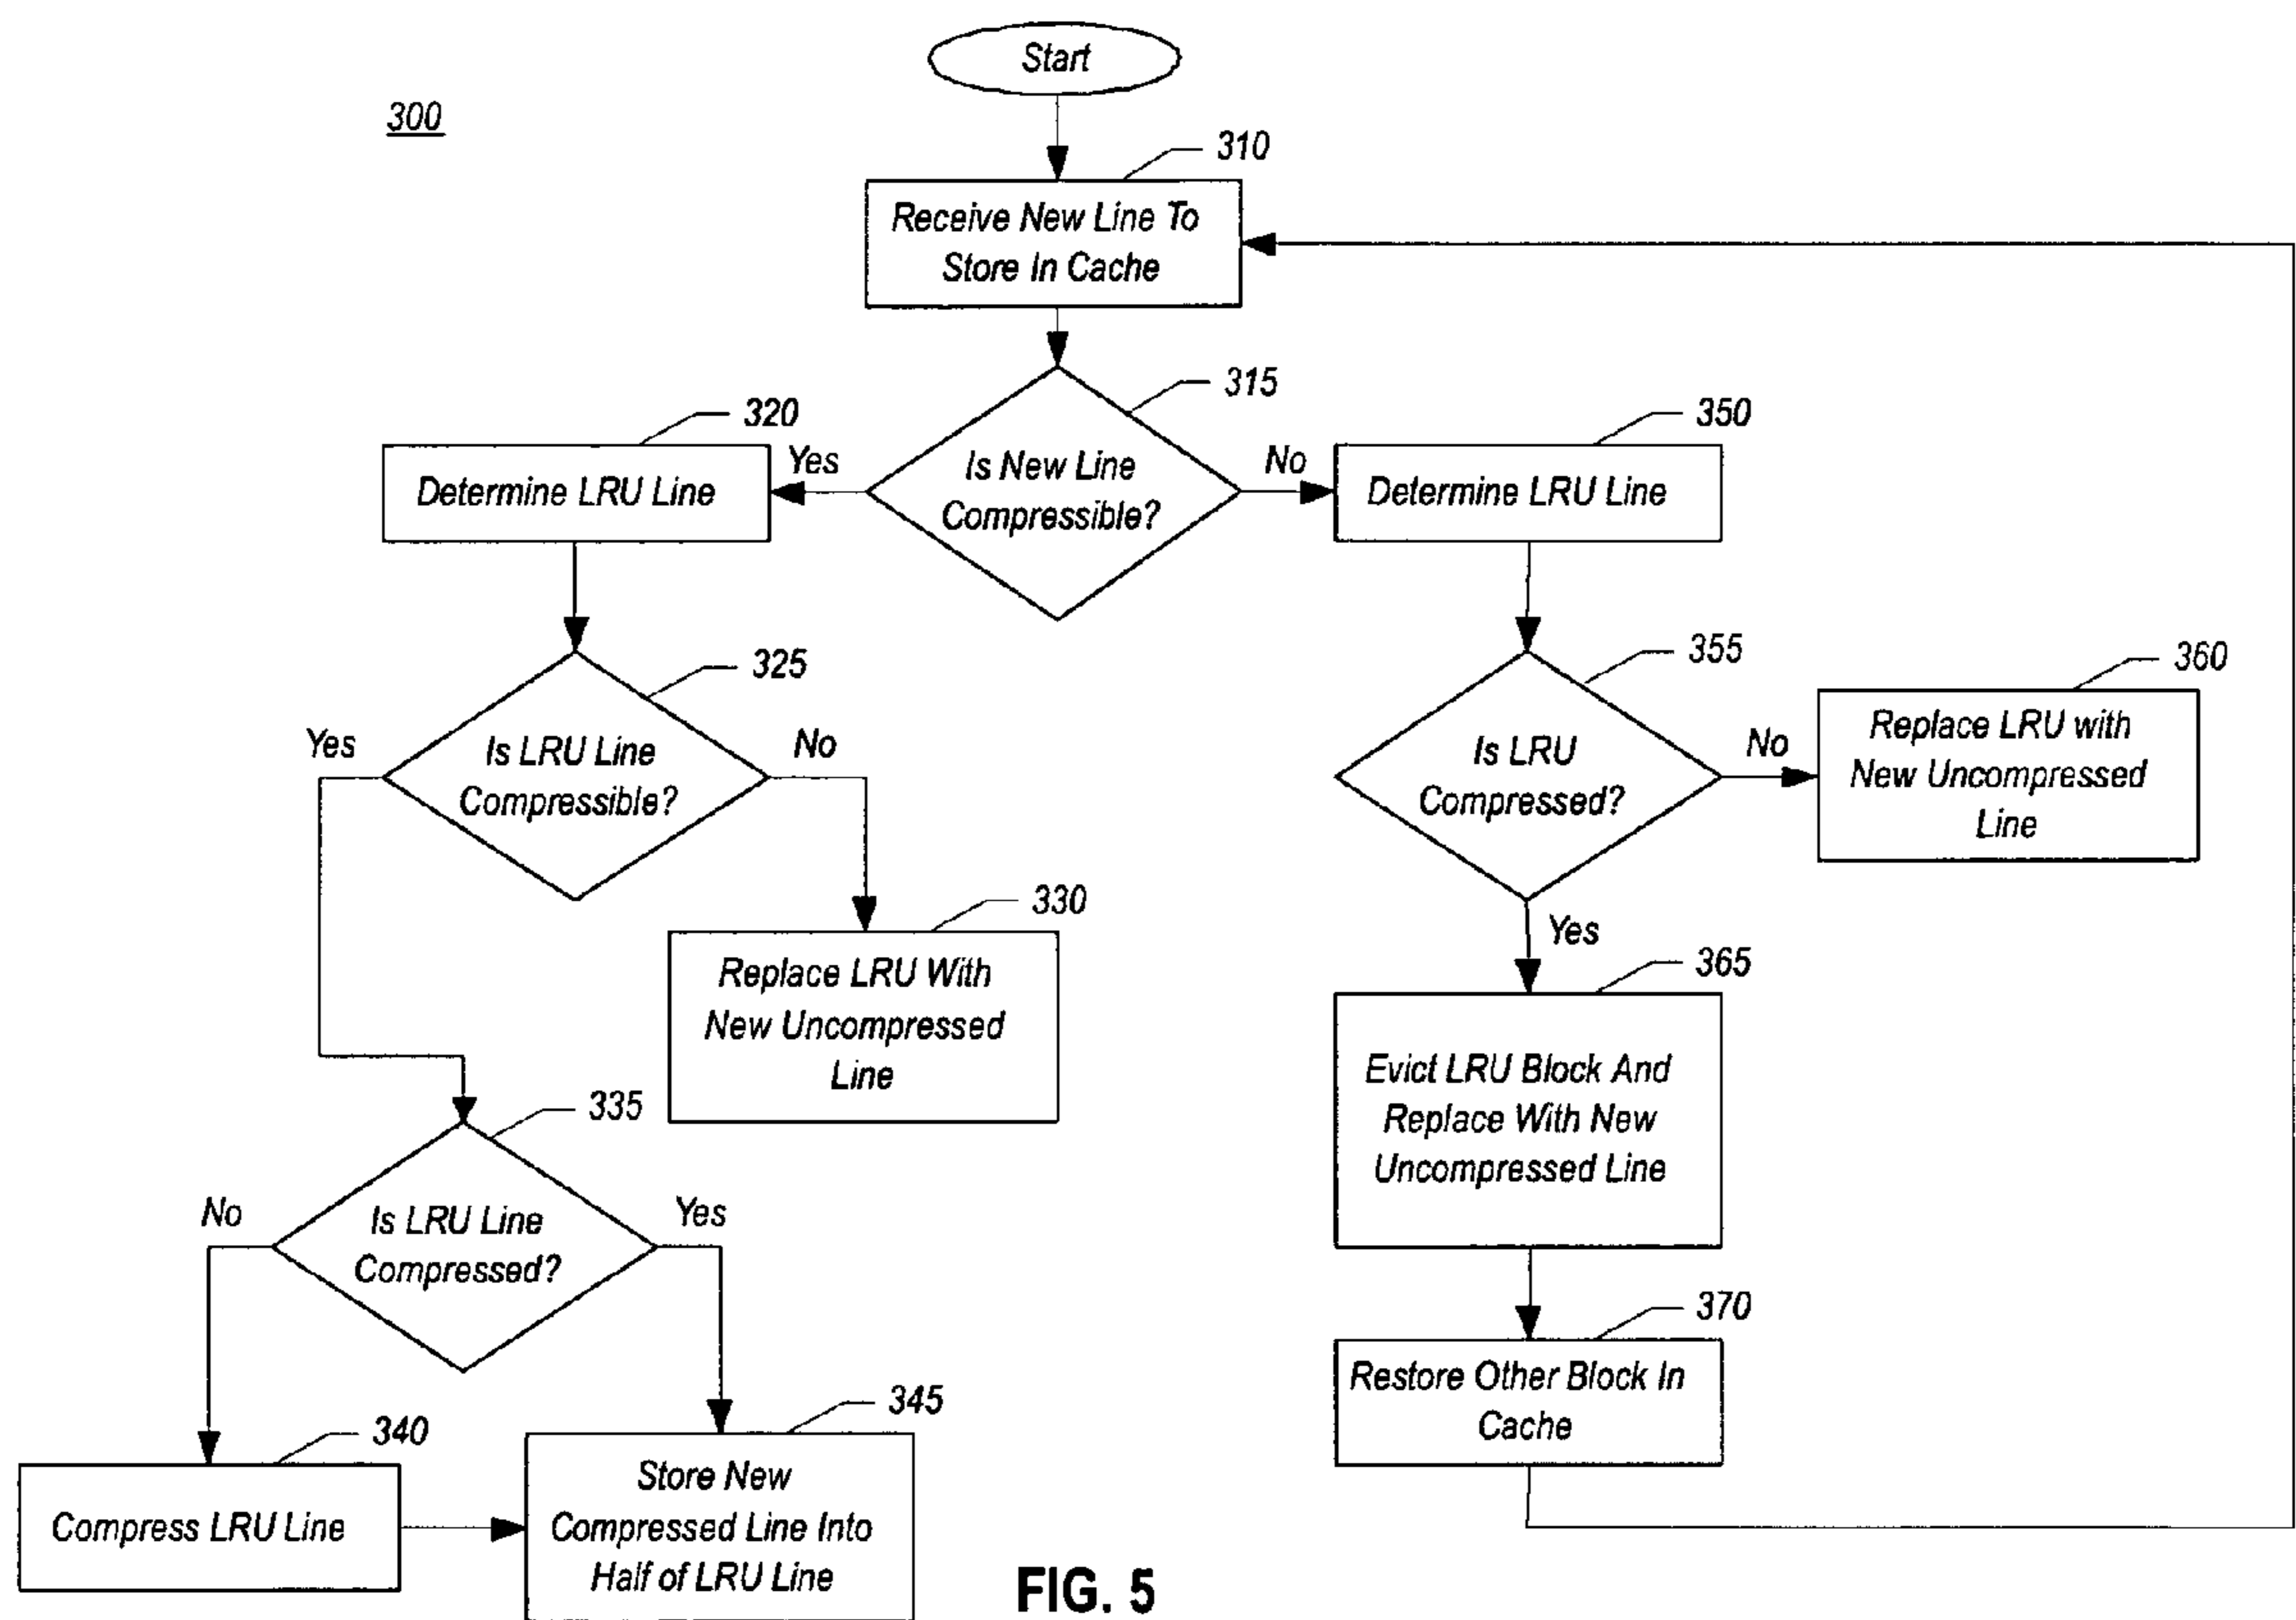 Start
300
310
Receive New Line To
Store In Cache
315
Is New Line
Compressible?
Yes
No
320
Determine LRU Line
350
Determine LRU Line
325
Is LRU Line
Compressible?
Yes
No
355
Is LRU
Compressed?
No
Yes
360
Replace LRU with
New Uncompressed
Line
330
Replace LRU With
New Uncompressed
Line
365
Evict LRU Block And
Replace With New
Uncompressed Line
335
Is LRU Line
Compressed?
No
Yes
370
Restore Other Block In
Cache
340
Compress LRU Line
345
Store New
Compressed Line Into
Half of LRU Line
FIG. 5